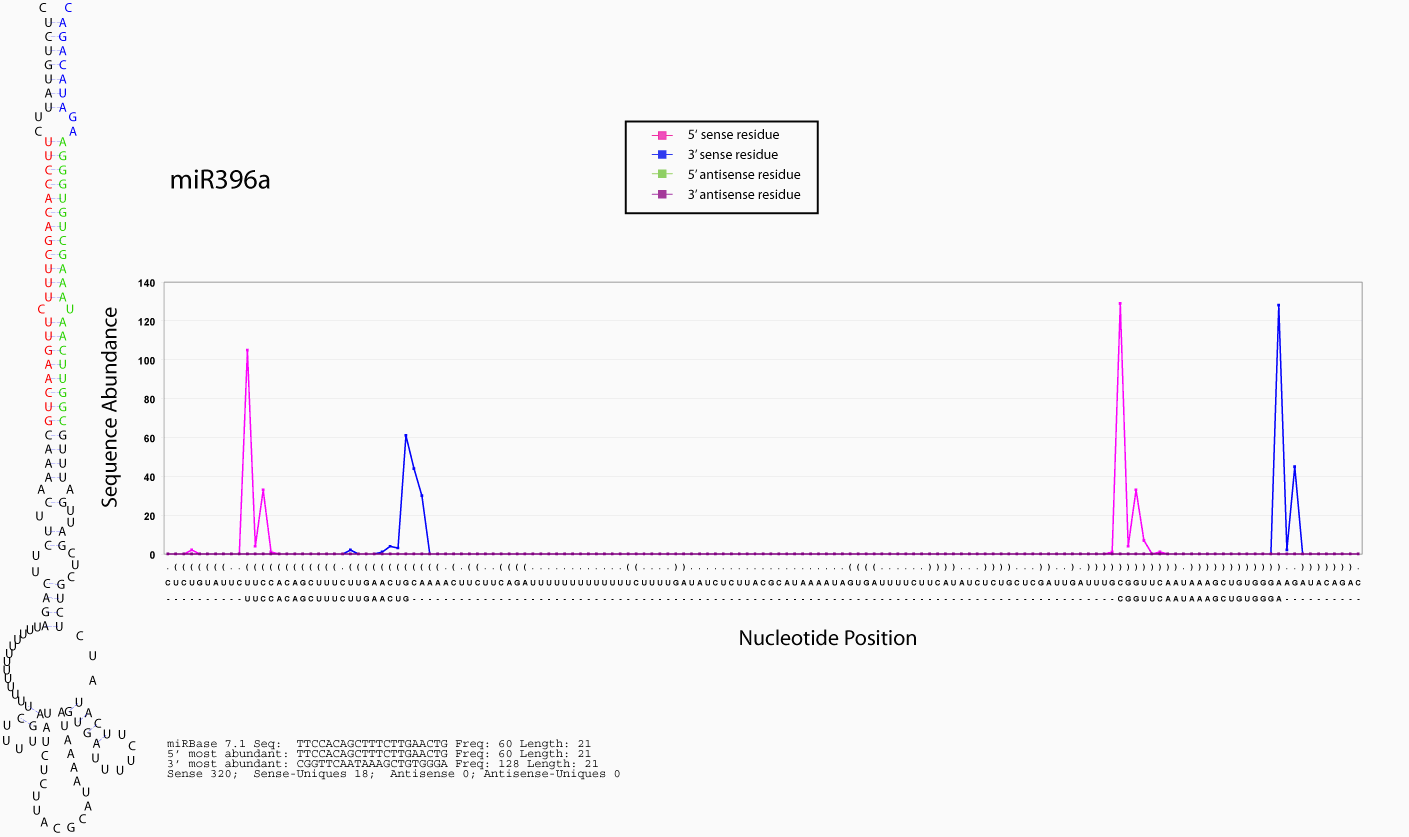 C C
U A
C G
U A
G C
U A
A U
U A
U G
C A
U A
U G
C G
C G
A U
C G
A U
G C
C G
U A
U A
U A
C U
U A
U A
G C
A U
A U
C G
U G
G C
C G
A U
A U
A A
miR396a
5' sense residue
3' sense residue
5' antisense residue
3' antisense residue
Sequence Abundance
140
120
100
80
60
40
20
0
CUCUGUAUUCUUCCACAGCUUUCUUGAACUGCAAAACUUCUUCAGAUUUUUUUUUUUUUUCUUUUGAUAUCUCUUACGCAUAAAAUAGUGAUUUUCUUCAUAUCUCUGCUCGAUUGAUUUGCGGUUCAAUAAAGCUGUGGGAAGAUACAGAC
----------UUCCACAGCUUUCUUGAACUG-----------------------------------------------------------------------------------------CGGUUCAAUAAAGCUGUGGGA----------
Nucleotide Position
miRBase 7.1 Seq: TTCCACAGCTTTCTTGAACTG Freq: 60 Length: 21
5' most abundant: TTCCACAGCTTTCTTGAACTG Freq: 60 Length: 21
3' most abundant: CGGTTCAATAAAGCTGTGGGA Freq: 128 Length: 21
Sense 320; Sense-Uniques 18; Antisense 0; Antisense-Uniques 0